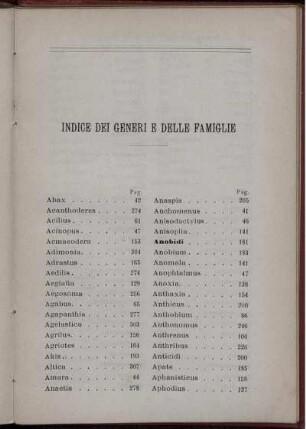 INDICE DEI GENERI E DELLE FAMIGLIE
Pag.
Abax . . . . . . . 42
Acanthoderes . . . . 274
Acilius . . . . . . 61
Acinopus . . . . . . 47
Acmaeodera . . . . . 153
Adimonia . . . . . . 304
Adrastus . . . . . . 165
Aedilis . . . . . . 274
Aegialia . . . . . . 129
Aegosoma . . . . . . 256
Agabus . . . . . . . 65
Agapanthia . . . . . 277
Agelastica . . . . . 303
Agrilus . . . . . . 156
Agriotes . . . . . . 164
Akis . . . . . . . . 193
Altica . . . . . . . 307
Amara . . . . . . . 44
Anaetia . . . . . . 278
Pag.
Anaspis . . . . . . 205
Anchomenus . . . . . 41
Anisodactylus . . . . 46
Anisoplia . . . . . 141
Anobidi . . . . . . 181
Anobium . . . . . . 183
Anomala . . . . . . 141
Anophtalmus . . . . . 47
Anoxia . . . . . . . 138
Anthaxia . . . . . . 154
Anthicus . . . . . . 200
Anthobium . . . . . . 86
Anthonomus . . . . . 246
Anthrenus . . . . . 104
Anthribus . . . . . 226
Anticidi . . . . . . 200
Apate . . . . . . . 185
Aphanisticus . . . . 158
Aphodius . . . . . . 127